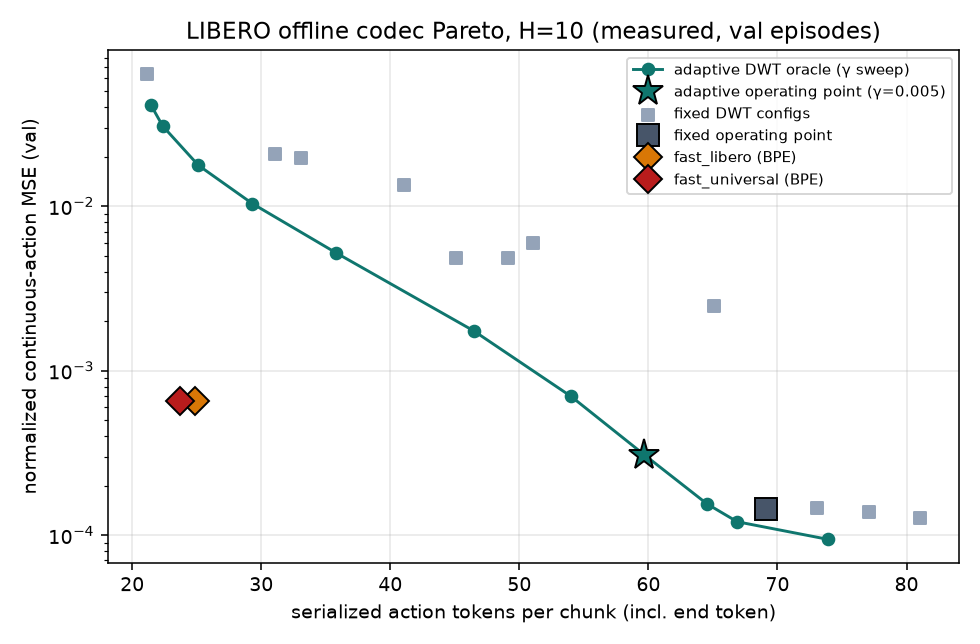 LIBERO offline codec Pareto, H=10 (measured, val episodes)
adaptive DWT oracle (γ sweep)
adaptive operating point (γ=0.005)
fixed DWT configs
fixed operating point
fast_libero (BPE)
fast_universal (BPE)
normalized continuous-action MSE (val)
10⁻²
10⁻³
10⁻⁴
20 30 40 50 60 70 80
serialized action tokens per chunk (incl. end token)